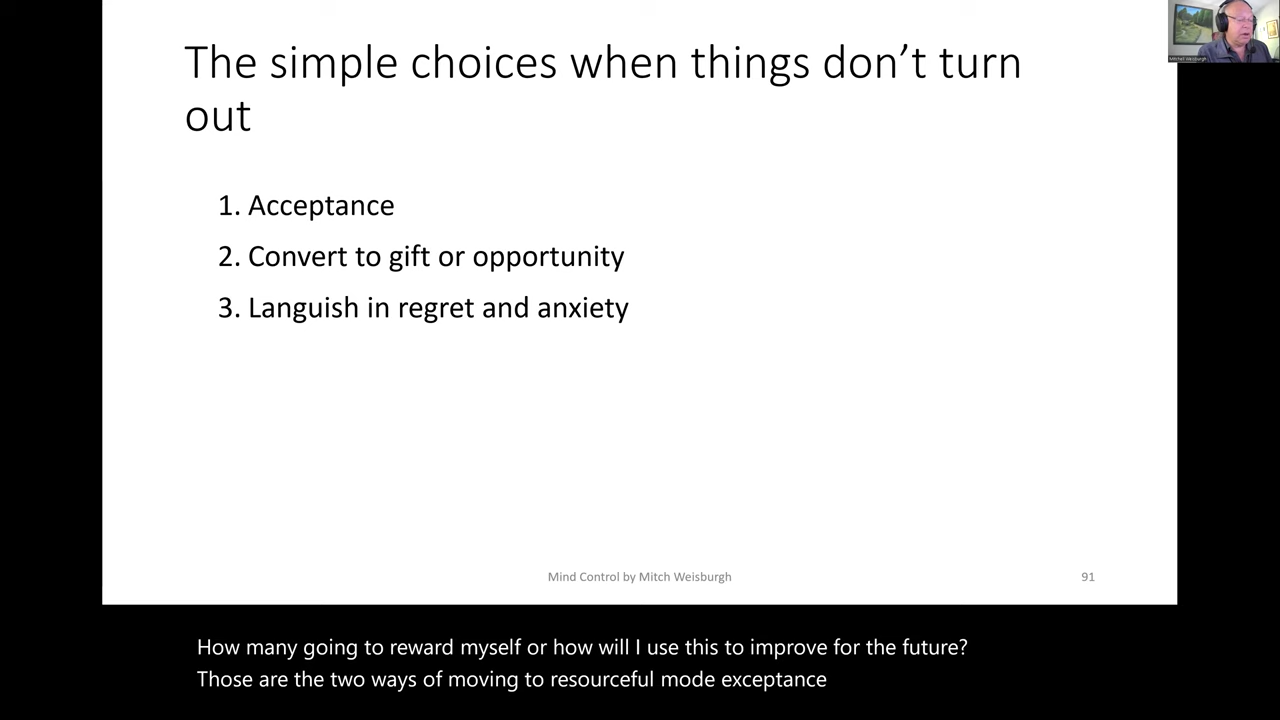 The simple choices when things don’t turn
out
1. Acceptance
2. Convert to gift or opportunity
3. Languish in regret and anxiety
Mind Control by Mitch Weisburgh
91
Mitchell Weisburgh
How many going to reward myself or how will I use this to improve for the future?
Those are the two ways of moving to resourceful mode exceptance